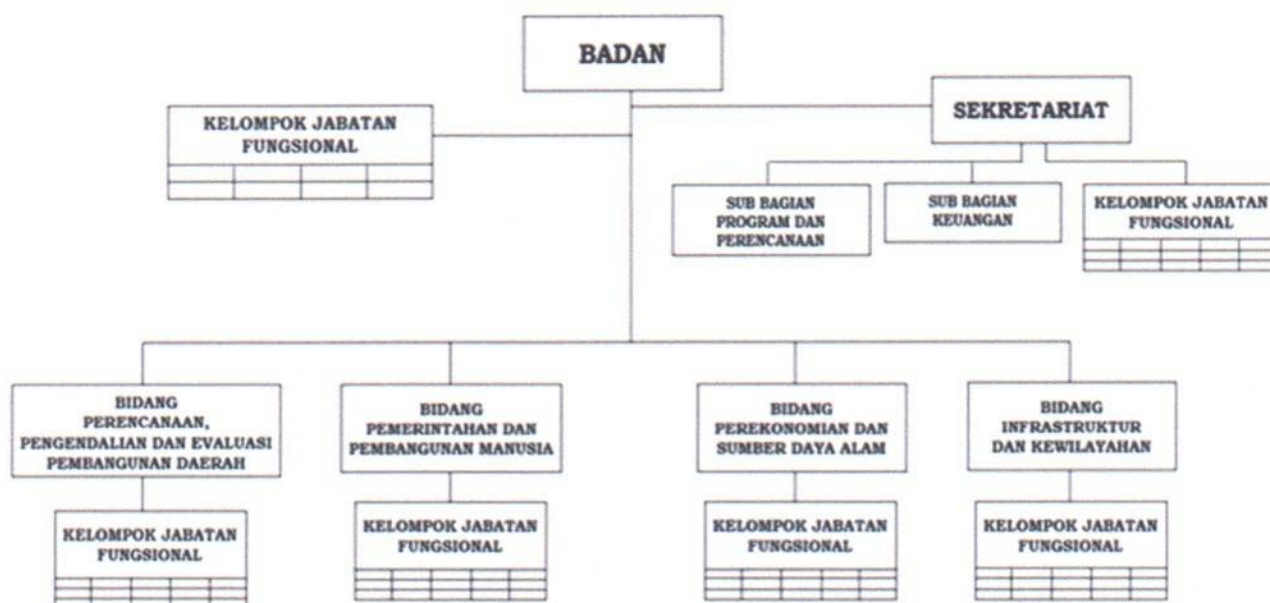 BADAN
KELOMPOK JABATAN
FUNGSIONAL
SEKRETARIAT
SUB BAGIAN
PROGRAM DAN
PERENCANAAN
SUB BAGIAN
KEUANGAN
KELOMPOK JABATAN
FUNGSIONAL
BIDANG
PERENCANAAN,
PENGENDALIAN DAN EVALUASI
PEMBANGUNAN DAERAH
BIDANG
PEMERINTAHAN DAN
PEMBANGUNAN MANUSIA
BIDANG
PEREKONOMIAN DAN
SUMBER DAYA ALAM
BIDANG
INFRASTRUKTUR
DAN KEWILAYAHAN
KELOMPOK JABATAN
FUNGSIONAL
KELOMPOK JABATAN
FUNGSIONAL
KELOMPOK JABATAN
FUNGSIONAL
KELOMPOK JABATAN
FUNGSIONAL